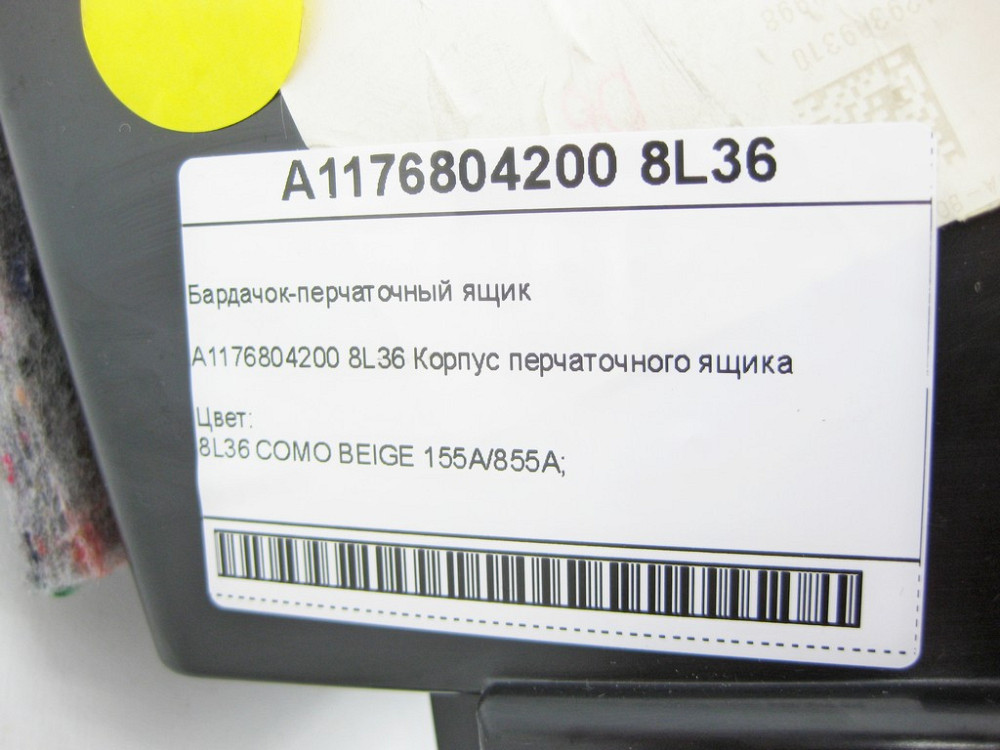 A1176804200 8L36
Бардачок-перчаточный ящик
A1176804200 8L36 Корпус перчаточного ящика
Цвет:
8L36 COMO BEIGE 155A/855A;